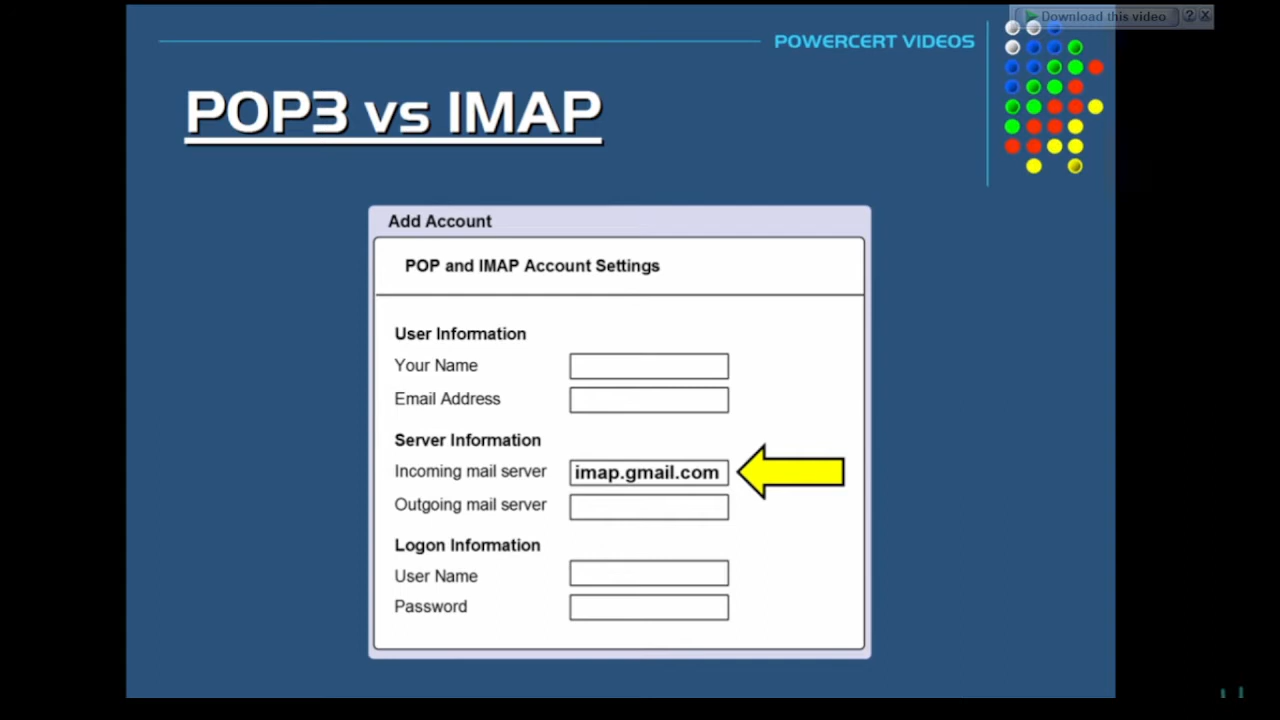 Download this video ? X
POWERCERT VIDEOS
POP3 vs IMAP
Add Account
POP and IMAP Account Settings
User Information
Your Name
Email Address
Server Information
Incoming mail server imap.gmail.com
Outgoing mail server
Logon Information
User Name
Password